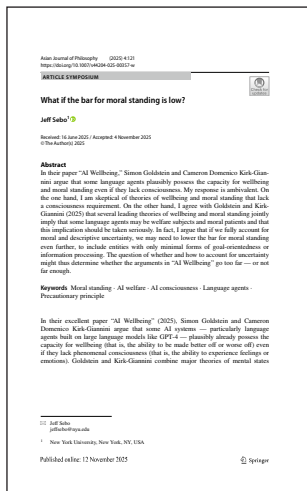 Asian Journal of Philosophy (2025) 4:121
https://doi.org/10.1007/s44204-025-00357-w
ARTICLE SYMPOSIUM
Check for updates
What if the bar for moral standing is low?
Jeff Sebo1
Received: 16 June 2025 / Accepted: 4 November 2025
© The Author(s) 2025
Abstract
In their paper “AI Wellbeing,” Simon Goldstein and Cameron Domenico Kirk-Gian-
nini argue that some language agents plausibly possess the capacity for wellbeing
even if they lack consciousness. My response is ambivalent. On
the one hand, I am skeptical of theories of wellbeing and moral standing that lack
a consciousness requirement. On the other hand, I agree with Goldstein and Kirk-
Giannini (2025) that several leading theories of wellbeing and moral standing jointly
imply that some language agents may be welfare subjects and moral patients and that
this implication should be taken seriously. In fact, I argue that if we fully account for
moral and descriptive uncertainty, we may need to lower the bar for moral standing
even further, to include entities with only minimal forms of goal-orientedness or
information processing. The question of whether and how to account for uncertainty
might thus determine whether the arguments in “AI Wellbeing” go too far — or not
far enough.
Keywords Moral standing · AI welfare · AI consciousness · Language agents ·
Precautionary principle
In their excellent paper “AI Wellbeing” (2025), Simon Goldstein and Cameron
Domenico Kirk-Giannini argue that some AI systems — particularly language
agents built on large language models like GPT-4 — plausibly already possess the
capacity for wellbeing (that is, the ability to be made better off or worse off) even
if they lack phenomenal consciousness (that is, the ability to experience feelings or
emotions). Goldstein and Kirk-Giannini combine major theories of mental states
Jeff Sebo
jeffsebo@nyu.edu
1 New York University, New York, NY, USA
Published online: 12 November 2025
Springer